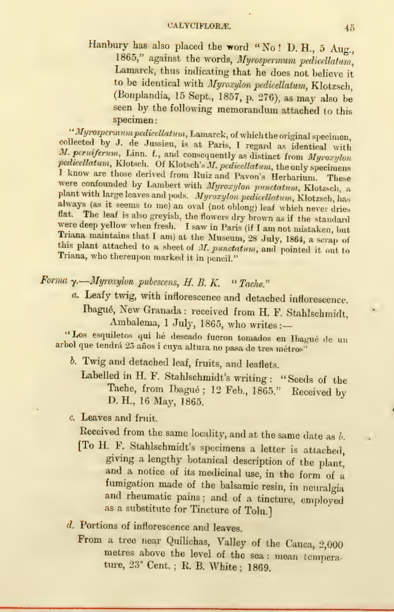 CALYCIFLORÆ. 45
Hanbury has also placed the word "No! D. H., 5 Aug.,
1865," against the words, Myrospermum pedicellatum,
Lamarck, thus indicating that he does not believe it
to be identical with Myroxylon pedicellatum, Klotzsch,
(Bonplandia, 15 Sept., 1857, p. 276), as may also be
seen by the following memorandum attached to this
specimen:
"Myrospermum pedicellatum, Lamarck, of which the original specimen,
collected by J. de Jussieu, is at Paris, I regard as identical with
M. peruiferum, Linn. f., and consequently as distinct from Myroxylon
pedicellatum, Klotsch. Of Klotsch's M. pedicellatum, the only specimens
I know are those derived from Ruiz and Pavon's Herbarium. These
were confounded by Lambert with Myroxylon punctatum, Klotzsch, a
plant with large leaves and pods. Myroxylon pedicellatum, Klotzsch, has
always (as it seems to me) an oval (not oblong) leaf which never dries
flat. The leaf is also greyish, the flowers dry brown as if the standard
were deep yellow when fresh. I saw in Paris (if I am not mistaken, but
Triana maintains that I am) at the Museum, 28 July, 1864, a scrap of
this plant attached to a sheet of M. punctatum, and pointed it out to
Triana, who thereupon marked it in pencil."
Forma γ.—Myroxylon pubescens, H. B. K. "Tache."
a. Leafy twig, with inflorescence and detached inflorescence.
Ibagué, New Granada: received from H. F. Stahlschmidt,
Ambalema, 1 July, 1865, who writes:—
"Los esquiletos qui hé deseado fueron tomados en Ibagué de un
arbol que tendrá 25 años i cuya altura no pasa de tres métros"
b. Twig and detached leaf, fruits, and leaflets.
Labelled in H. F. Stahlschmidt's writing: "Seeds of the
Tache, from Ibagué; 12 Feb., 1865." Received by
D. H., 16 May, 1865.
c. Leaves and fruit.
Received from the same locality, and at the same date as b.
[To H. F. Stahlschmidt's specimens a letter is attached,
giving a lengthy botanical description of the plant,
and a notice of its medicinal use, in the form of a
fumigation made of the balsamic resin, in neuralgia
and rheumatic pains; and of a tincture, employed
as a substitute for Tincture of Tolu.]
d. Portions of inflorescence and leaves.
From a tree near Quilichas, Valley of the Cauca, 2,000
metres above the level of the sea: mean tempera-
ture, 23° Cent.; R. B. White; 1869.